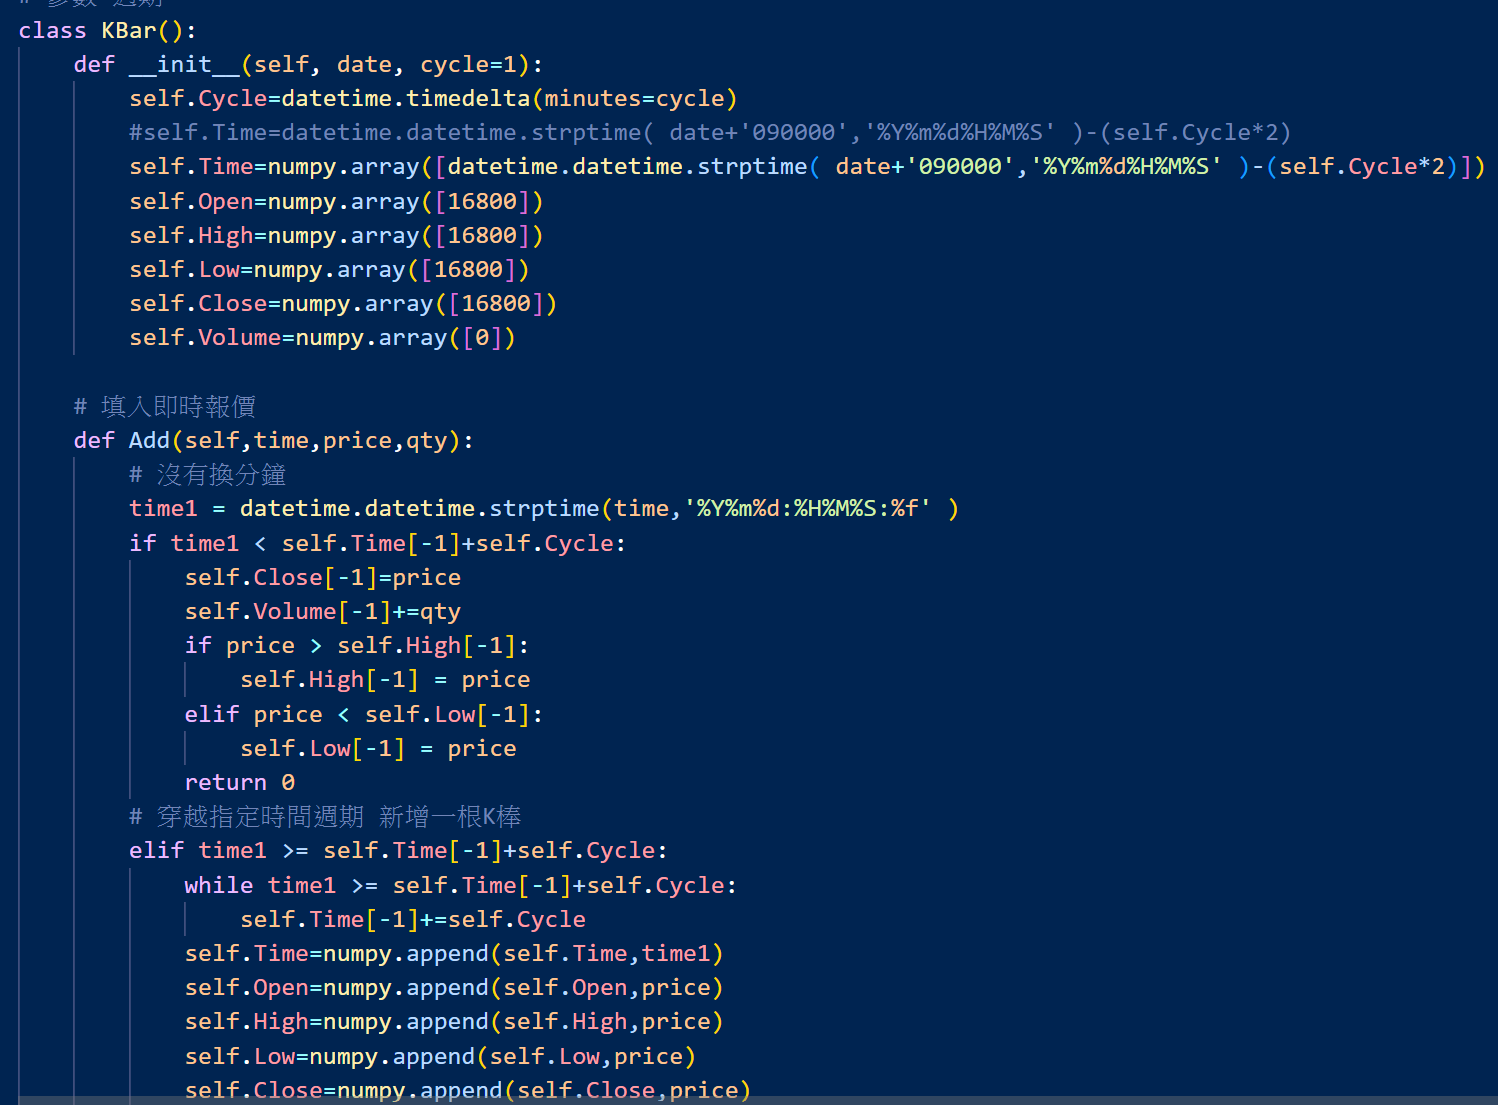 class KBar():
    def __init__(self, date, cycle=1):
        self.Cycle=datetime.timedelta(minutes=cycle)
        #self.Time=datetime.datetime.strptime( date+'090000','%Y%m%d%H%M%S' )-(self.Cycle*2)
        self.Time=numpy.array([datetime.datetime.strptime( date+'090000','%Y%m%d%H%M%S' )-(self.Cycle*2)])
        self.Open=numpy.array([16800])
        self.High=numpy.array([16800])
        self.Low=numpy.array([16800])
        self.Close=numpy.array([16800])
        self.Volume=numpy.array([0])

    # 填入即時報價
    def Add(self,time,price,qty):
        # 沒有換分鐘
        time1 = datetime.datetime.strptime(time,'%Y%m%d:%H%M%S:%f' )
        if time1 < self.Time[-1]+self.Cycle:
            self.Close[-1]=price
            self.Volume[-1]+=qty
            if price > self.High[-1]:
                self.High[-1] = price
            elif price < self.Low[-1]:
                self.Low[-1] = price
            return 0
        # 穿越指定時間週期 新增一根K棒
        elif time1 >= self.Time[-1]+self.Cycle:
            while time1 >= self.Time[-1]+self.Cycle:
                self.Time[-1]+=self.Cycle
            self.Time=numpy.append(self.Time,time1)
            self.Open=numpy.append(self.Open,price)
            self.High=numpy.append(self.High,price)
            self.Low=numpy.append(self.Low,price)
            self.Close=numpy.append(self.Close,price)